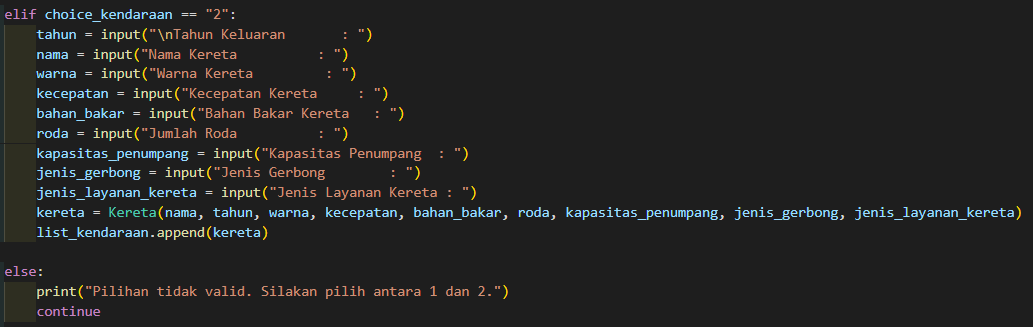 elif choice_kendaraan == "2":
    tahun = input("\nTahun Keluaran       : ")
    nama = input("Nama Kereta          : ")
    warna = input("Warna Kereta         : ")
    kecepatan = input("Kecepatan Kereta     : ")
    bahan_bakar = input("Bahan Bakar Kereta   : ")
    roda = input("Jumlah Roda          : ")
    kapasitas_penumpang = input("Kapasitas Penumpang  : ")
    jenis_gerbong = input("Jenis Gerbong        : ")
    jenis_layanan_kereta = input("Jenis Layanan Kereta : ")
    kereta = Kereta(nama, tahun, warna, kecepatan, bahan_bakar, roda, kapasitas_penumpang, jenis_gerbong, jenis_layanan_kereta)
    list_kendaraan.append(kereta)

else:
    print("Pilihan tidak valid. Silakan pilih antara 1 dan 2.")
    continue